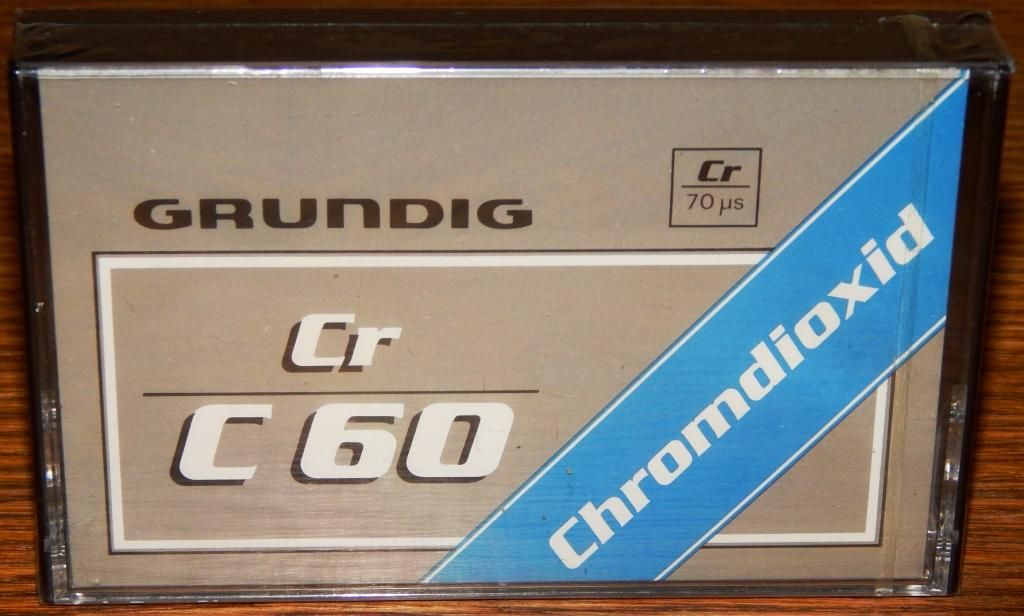 GRUNDIG
Cr
70 µs
Cr
C 60
Chromdioxid